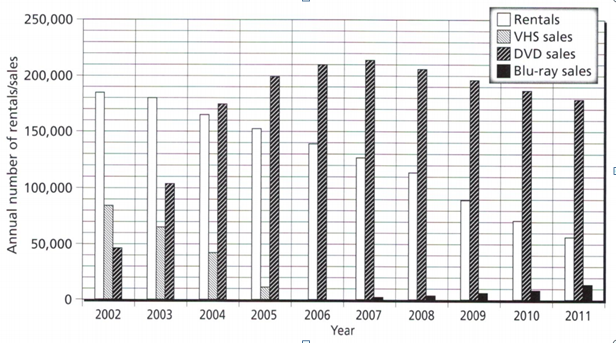 250,000
200,000
150,000
100,000
50,000
0
Annual number of rentals/sales
Rentals
VHS sales
DVD sales
Blu-ray sales
2002 2003 2004 2005 2006 2007 2008 2009 2010 2011
Year